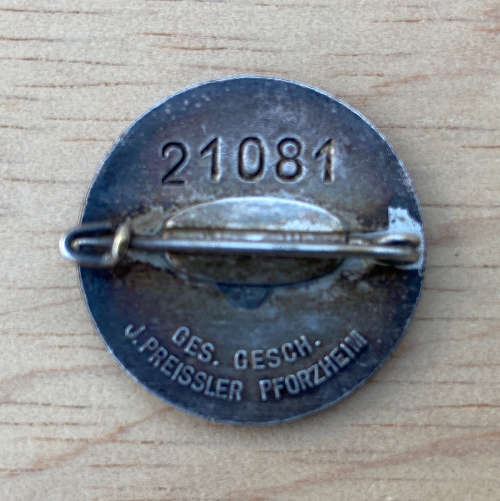 21081
GES. GESCH.
J. PREISSLER PFORZHEIM